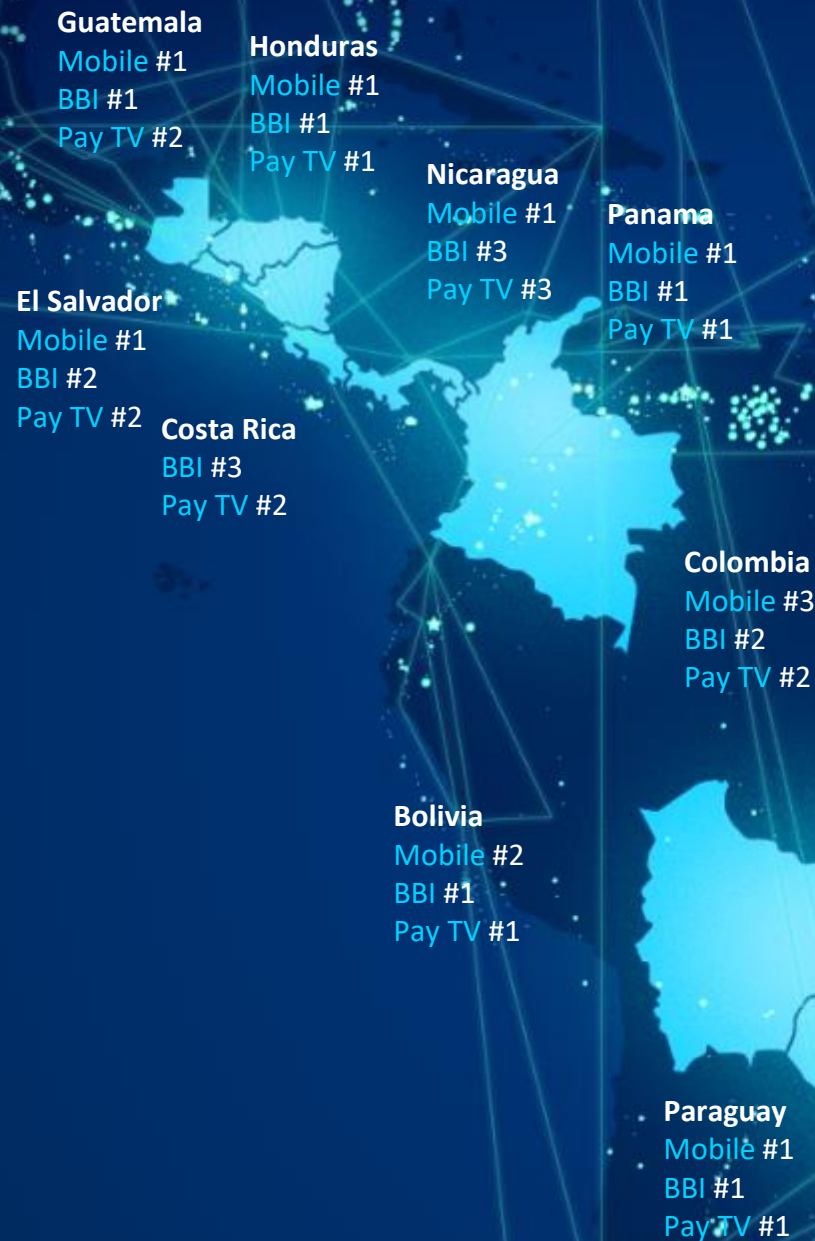 Guatemala
Mobile #1
BBI #1
Pay TV #2
Honduras
Mobile #1
BBI #1
Pay TV #1
Nicaragua
Mobile #1
BBI #3
Pay TV #3
Panama
Mobile #1
BBI #1
Pay TV #1
El Salvador
Mobile #1
BBI #2
Pay TV #2
Costa Rica
BBI #3
Pay TV #2
Colombia
Mobile #3
BBI #2
Pay TV #2
Bolivia
Mobile #2
BBI #1
Pay TV #1
Paraguay
Mobile #1
BBI #1
Pay TV #1